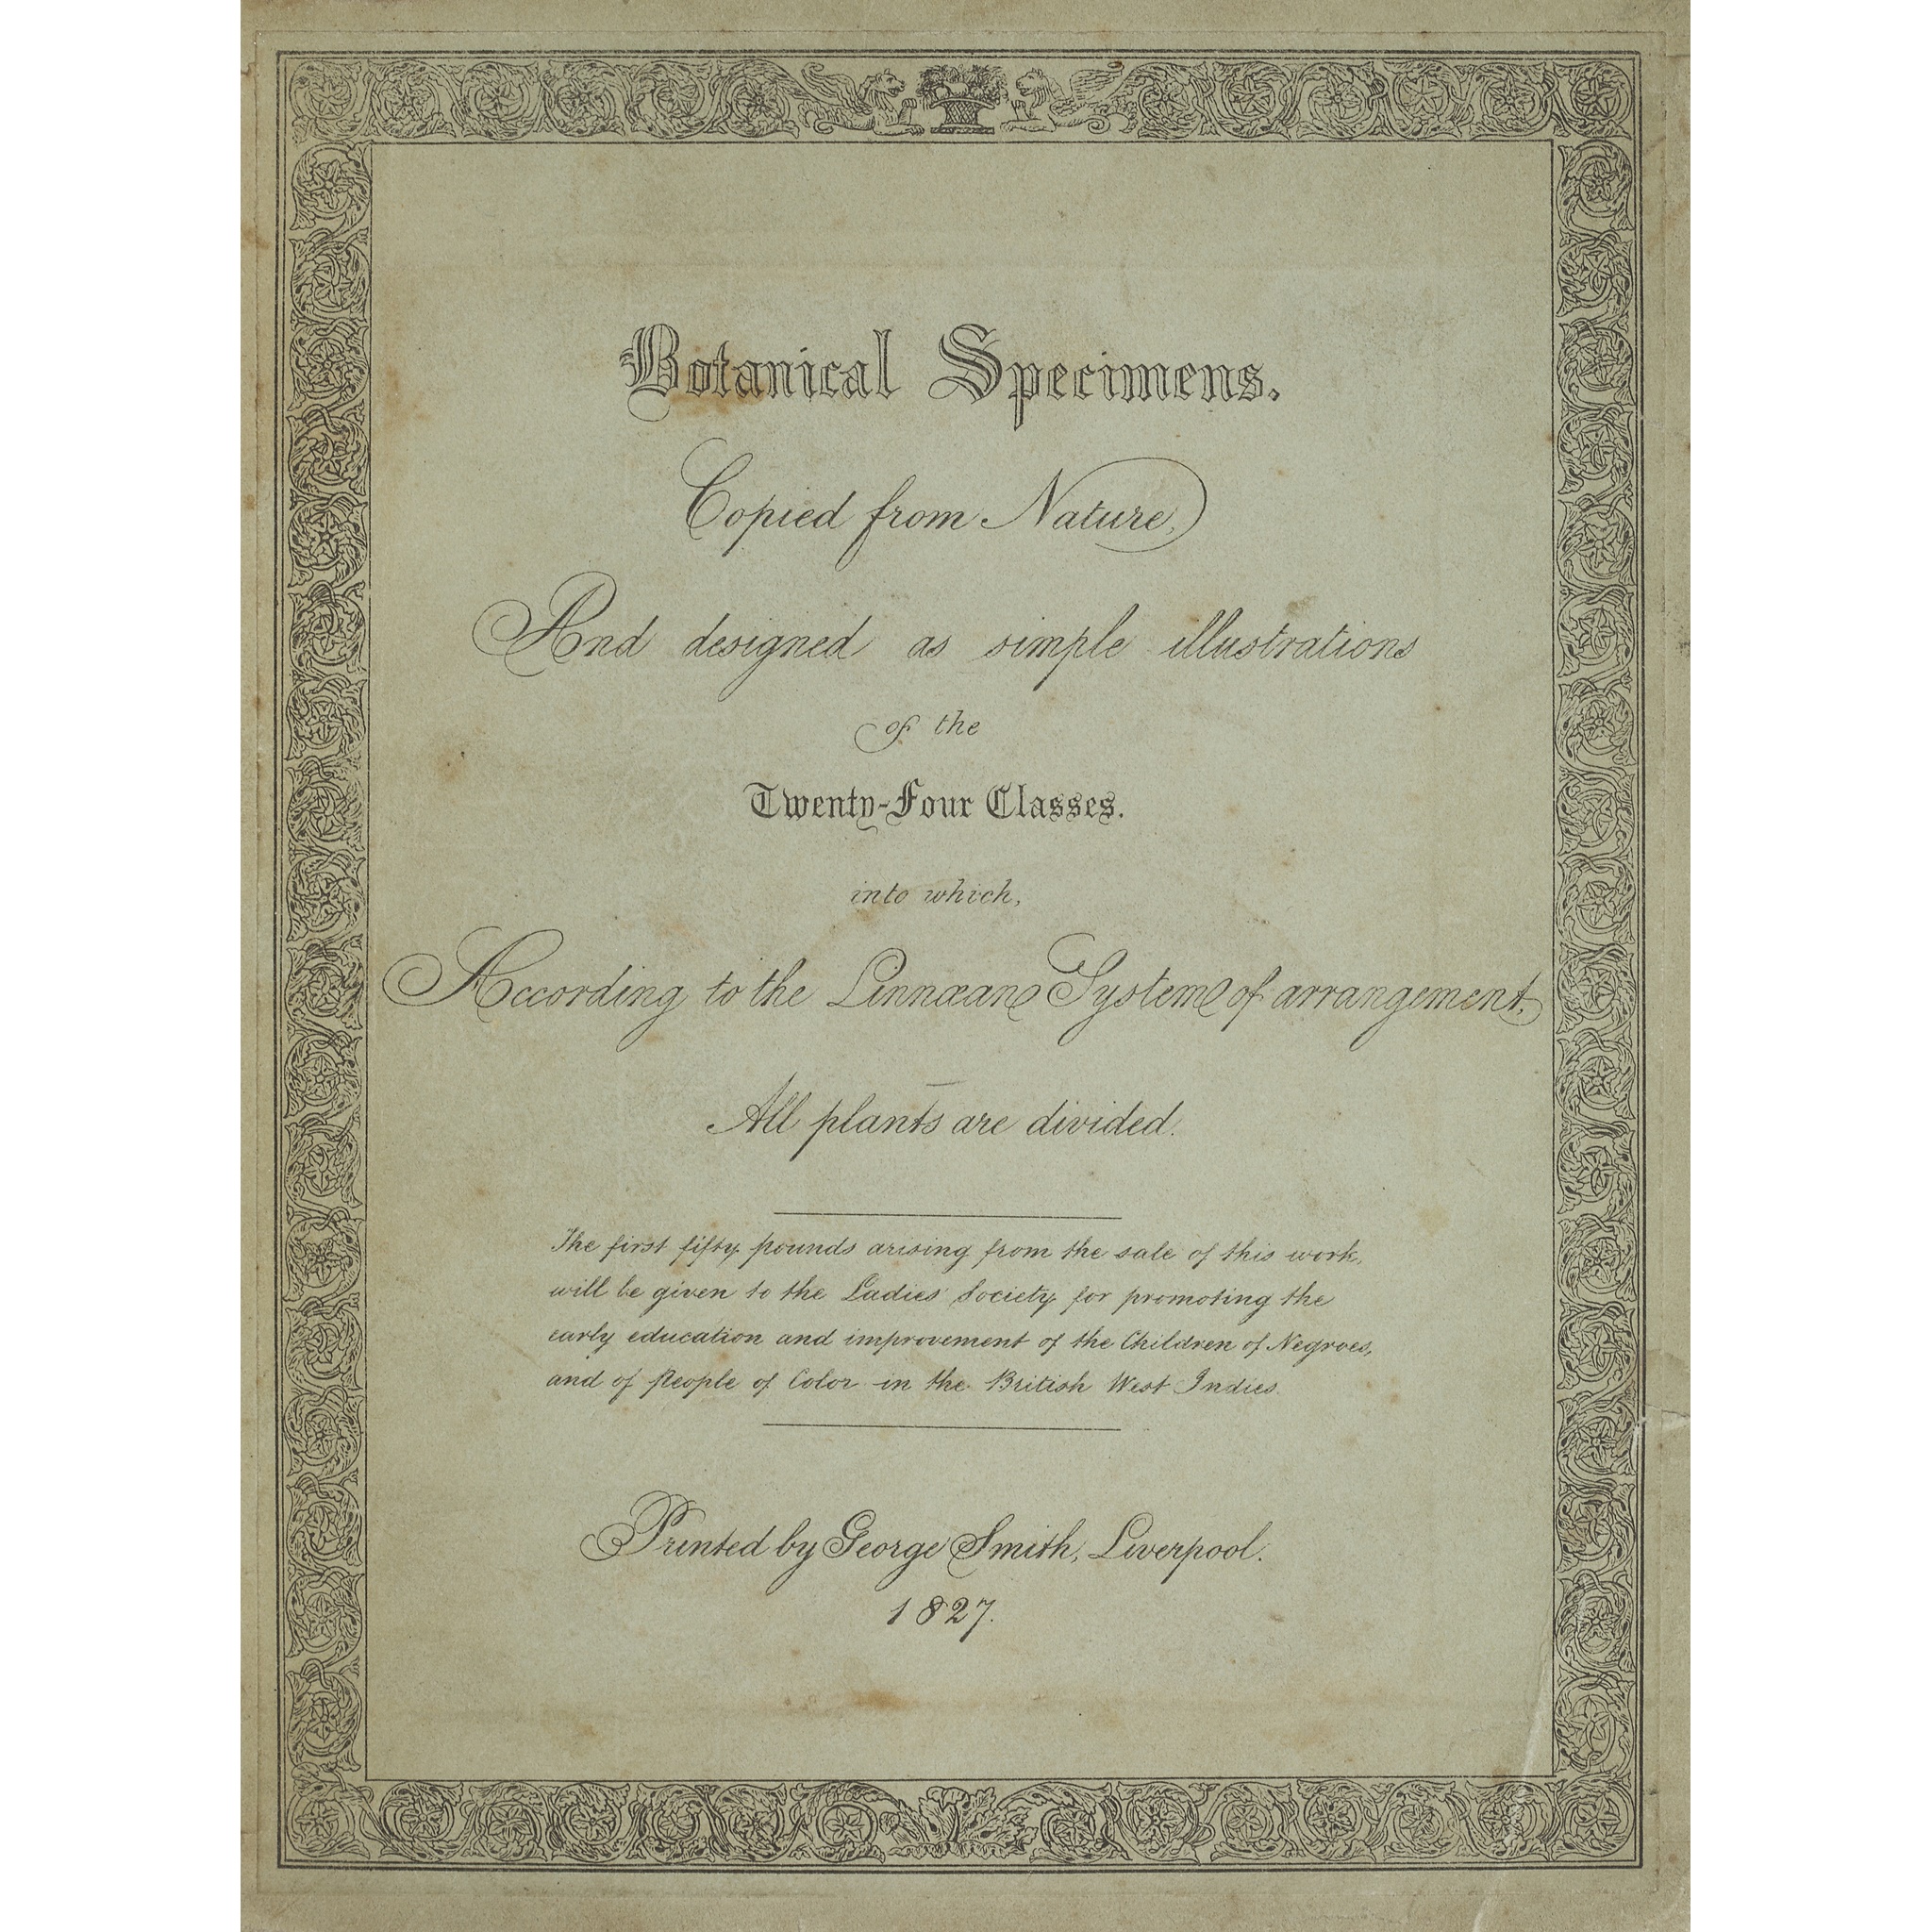 Botanical Specimens.
Copied from Nature,
And designed as simple illustrations
of the
Twenty-Four Classes.
into which,
According to the Linnæan System of arrangement,
All plants are divided.
The first fifty pounds arising from the sale of this work,
will be given to the Ladies' Society for promoting the
early education and improvement of the Children of Negroes,
and of People of Color in the British West Indies.
Printed by George Smith, Liverpool.
1827.